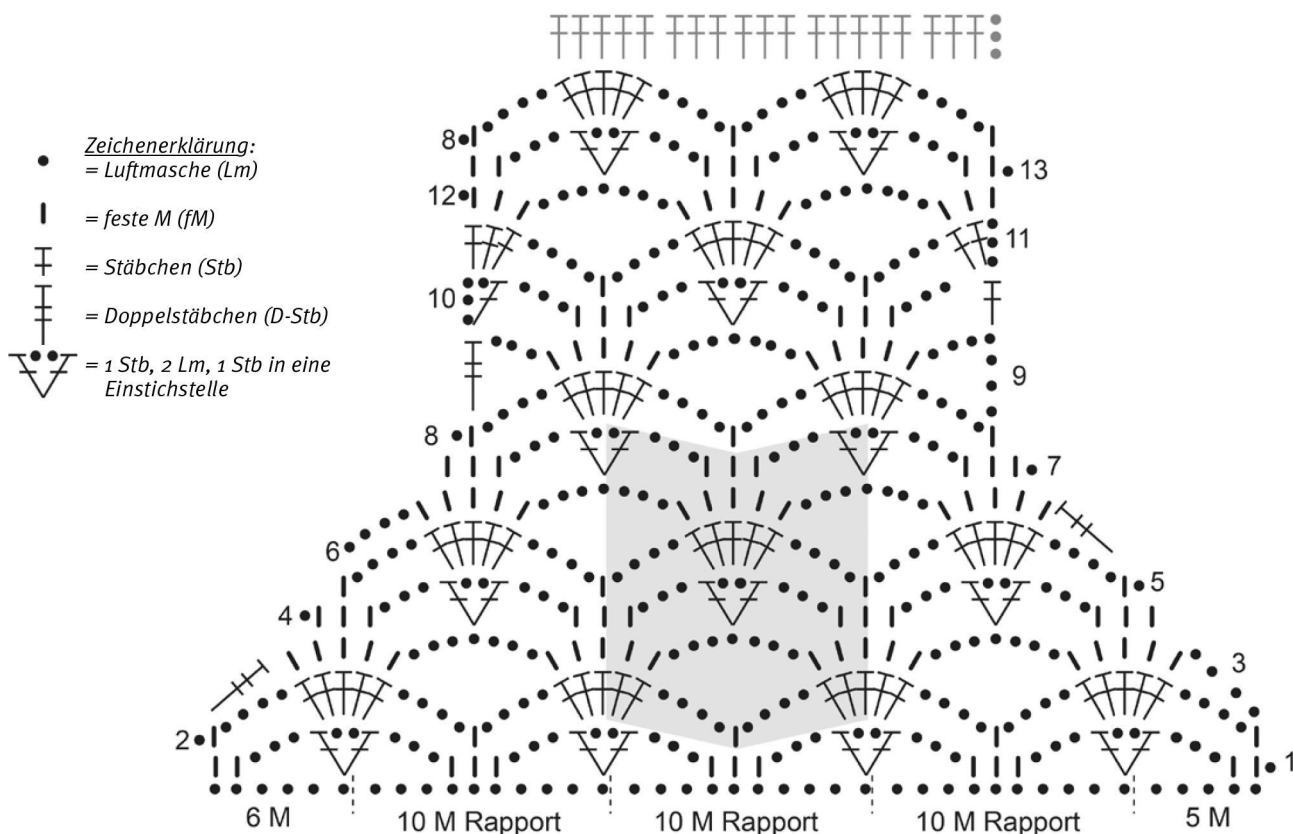 Zeichenerklärung:
= Luftmasche (Lm)
= feste M (fM)
= Stäbchen (Stb)
= Doppelstäbchen (D-Stb)
= 1 Stb, 2 Lm, 1 Stb in eine
Einstichstelle
8
13
12
11
10
9
8
7
6
5
4
3
2
1
6 M 10 M Rapport 10 M Rapport 10 M Rapport 5 M